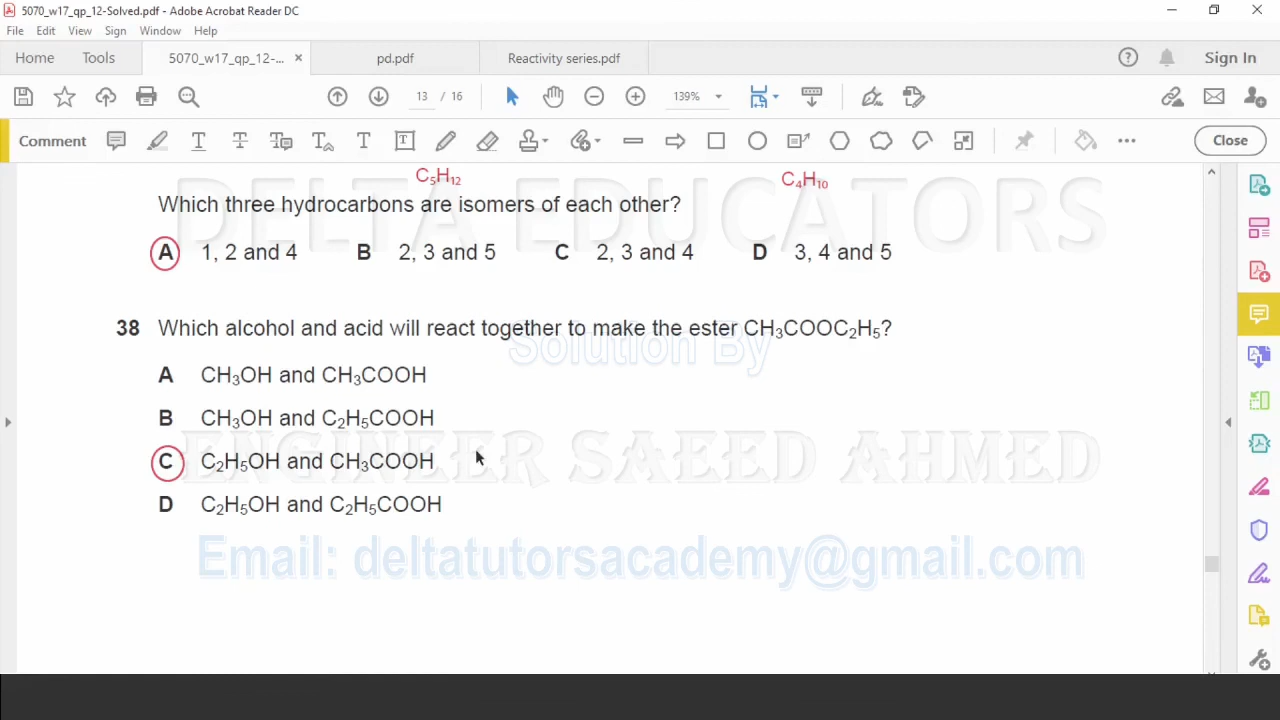 5070_w17_qp_12-Solved.pdf - Adobe Acrobat Reader DC
File Edit View Sign Window Help
Home Tools 5070_w17_qp_12-... × pd.pdf Reactivity series.pdf Sign In
13 / 16 139%
Comment Close
DELTA EDUCATORS
C₅H₁₂ C₄H₁₀
Which three hydrocarbons are isomers of each other?
A 1, 2 and 4 B 2, 3 and 5 C 2, 3 and 4 D 3, 4 and 5
38 Which alcohol and acid will react together to make the ester CH₃COOC₂H₅?
Solution By
A CH₃OH and CH₃COOH
B CH₃OH and C₂H₅COOH
ENGINEER SAEED AHMED
C C₂H₅OH and CH₃COOH
D C₂H₅OH and C₂H₅COOH
Email: deltatutorsacademy@gmail.com